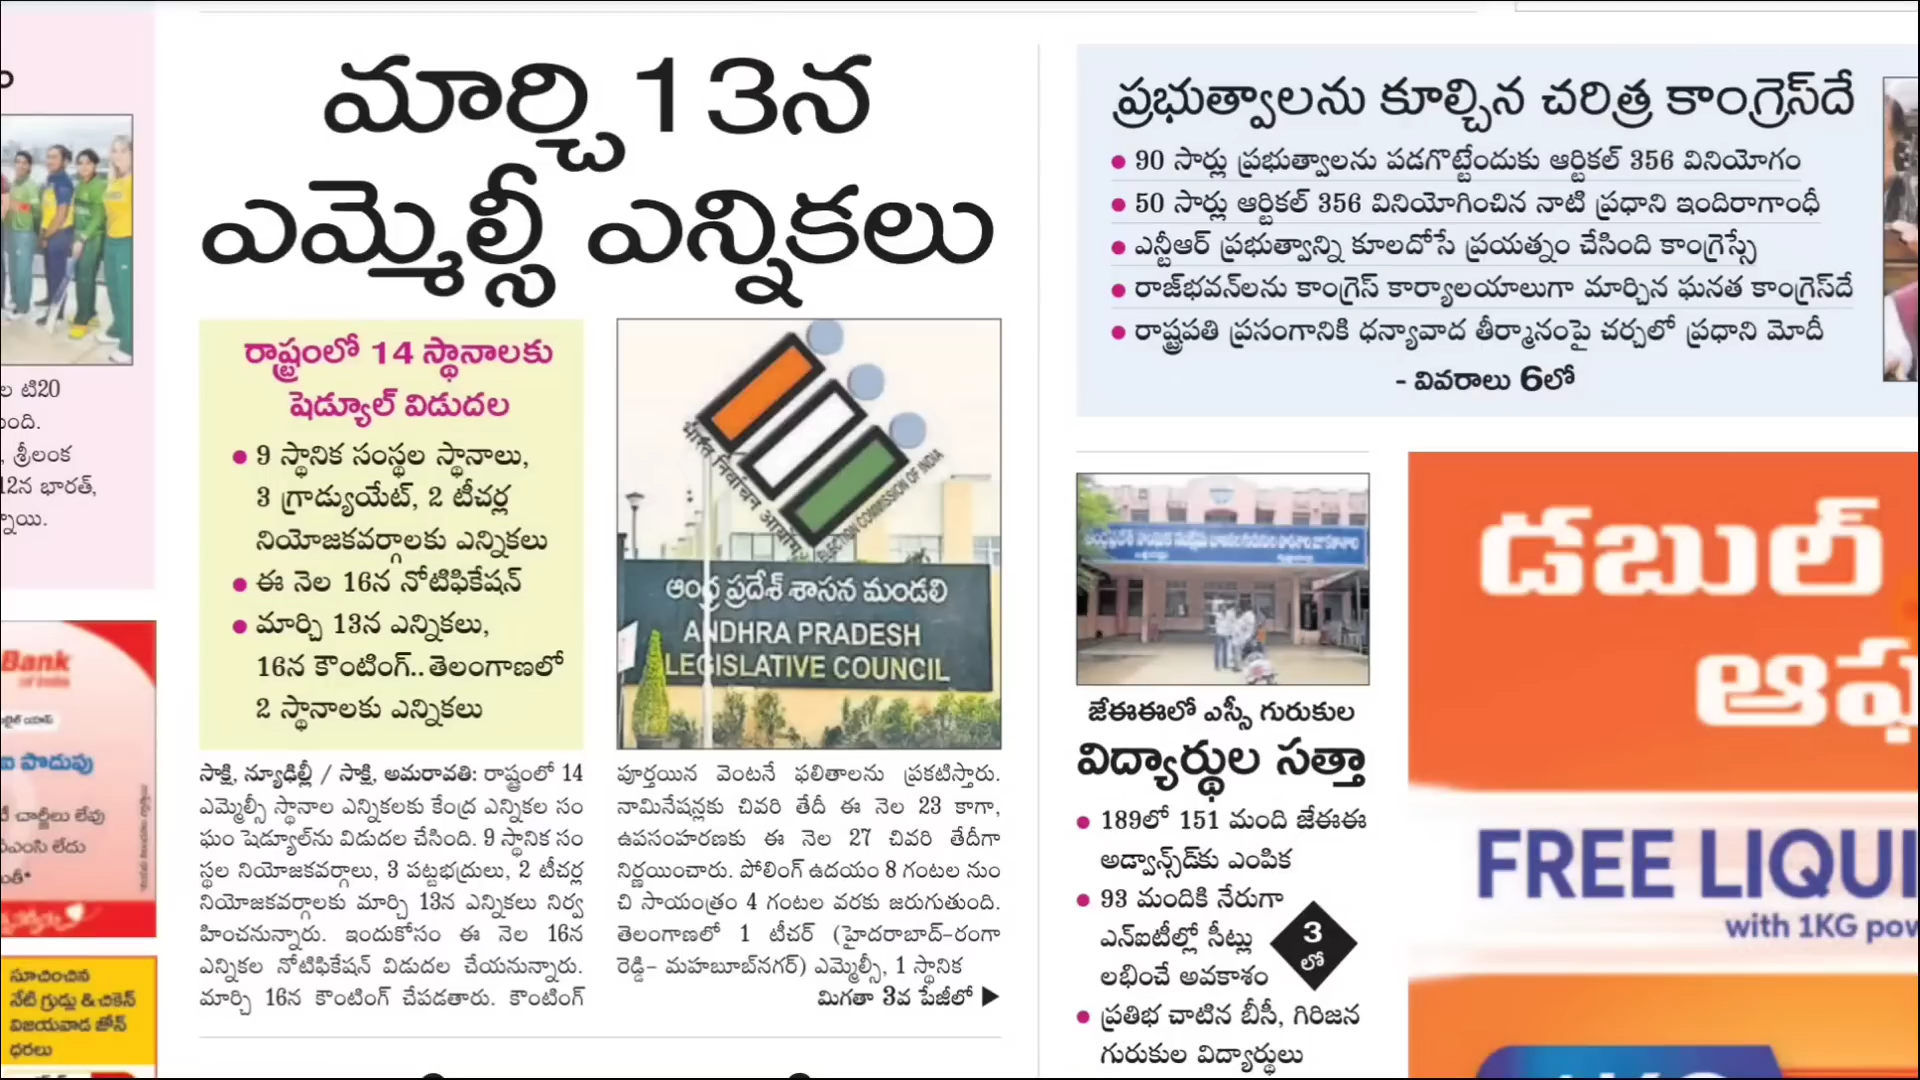 మార్చి 13న
ఎమ్మెల్సీ ఎన్నికలు
రాష్ట్రంలో 14 స్థానాలకు
షెడ్యూల్ విడుదల
● 9 స్థానిక సంస్థల స్థానాలు,
3 గ్రాడ్యుయేట్, 2 టీచర్ల
నియోజకవర్గాలకు ఎన్నికలు
● ఈ నెల 16న నోటిఫికేషన్
● మార్చి 13న ఎన్నికలు,
16న కౌంటింగ్.. తెలంగాణలో
2 స్థానాలకు ఎన్నికలు
भारत निर्वाचन आयोग
ELECTION COMMISSION OF INDIA
ఆంధ్ర ప్రదేశ్ శాసన మండలి
ANDHRA PRADESH
LEGISLATIVE COUNCIL
సాక్షి, న్యూఢిల్లీ / సాక్షి, అమరావతి: రాష్ట్రంలో 14
ఎమ్మెల్సీ స్థానాల ఎన్నికలకు కేంద్ర ఎన్నికల సం
ఘం షెడ్యూల్‌ను విడుదల చేసింది. 9 స్థానిక సం
స్థల నియోజకవర్గాలు, 3 పట్టభద్రులు, 2 టీచర్ల
నియోజకవర్గాలకు మార్చి 13న ఎన్నికలు నిర్వ
హించనున్నారు. ఇందుకోసం ఈ నెల 16న
ఎన్నికల నోటిఫికేషన్ విడుదల చేయనున్నారు.
మార్చి 16న కౌంటింగ్ చేపడతారు. కౌంటింగ్
పూర్తయిన వెంటనే ఫలితాలను ప్రకటిస్తారు.
నామినేషన్లకు చివరి తేదీ ఈ నెల 23 కాగా,
ఉపసంహరణకు ఈ నెల 27 చివరి తేదీగా
నిర్ణయించారు. పోలింగ్ ఉదయం 8 గంటల నుం
చి సాయంత్రం 4 గంటల వరకు జరుగుతుంది.
తెలంగాణలో 1 టీచర్ (హైదరాబాద్-రంగా
రెడ్డి- మహబూబ్‌నగర్) ఎమ్మెల్సీ, 1 స్థానిక
మిగతా 3వ పేజీలో ▶
ప్రభుత్వాలను కూల్చిన చరిత్ర కాంగ్రెస్‌దే
● 90 సార్లు ప్రభుత్వాలను పడగొట్టేందుకు ఆర్టికల్ 356 వినియోగం
● 50 సార్లు ఆర్టికల్ 356 వినియోగించిన నాటి ప్రధాని ఇందిరాగాంధీ
● ఎన్టీఆర్ ప్రభుత్వాన్ని కూలదోసే ప్రయత్నం చేసింది కాంగ్రెస్సే
● రాజ్‌భవన్‌లను కాంగ్రెస్ కార్యాలయాలుగా మార్చిన ఘనత కాంగ్రెస్‌దే
● రాష్ట్రపతి ప్రసంగానికి ధన్యావాద తీర్మానంపై చర్చలో ప్రధాని మోదీ
- వివరాలు 6లో
జేఈఈలో ఎస్సీ గురుకుల
విద్యార్థుల సత్తా
● 189లో 151 మంది జేఈఈ
అడ్వాన్స్‌డ్‌కు ఎంపిక
● 93 మందికి నేరుగా
ఎన్ఐటీల్లో సీట్లు
లభించే అవకాశం
3
లో
● ప్రతిభ చాటిన బీసీ, గిరిజన
గురుకుల విద్యార్థులు
డబుల్
ఆఫ
FREE LIQUI
with 1KG pow
ల టి20
ంది.
, శ్రీలంక
12న భారత్,
న్నాయి.
Bank
of India
పొదుపు
చార్జీలు లేవు
ఎంసి లేదు
సూచించిన
నేటి గ్రుడ్లు & చికెన్
విజయవాడ జోన్
ధరలు